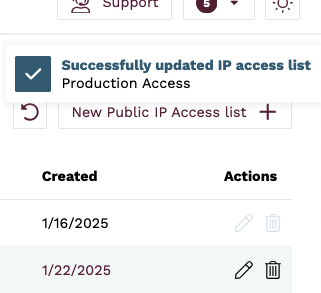 Support
5
Successfully updated IP access list
Production Access
New Public IP Access list
Created Actions
1/16/2025
1/22/2025